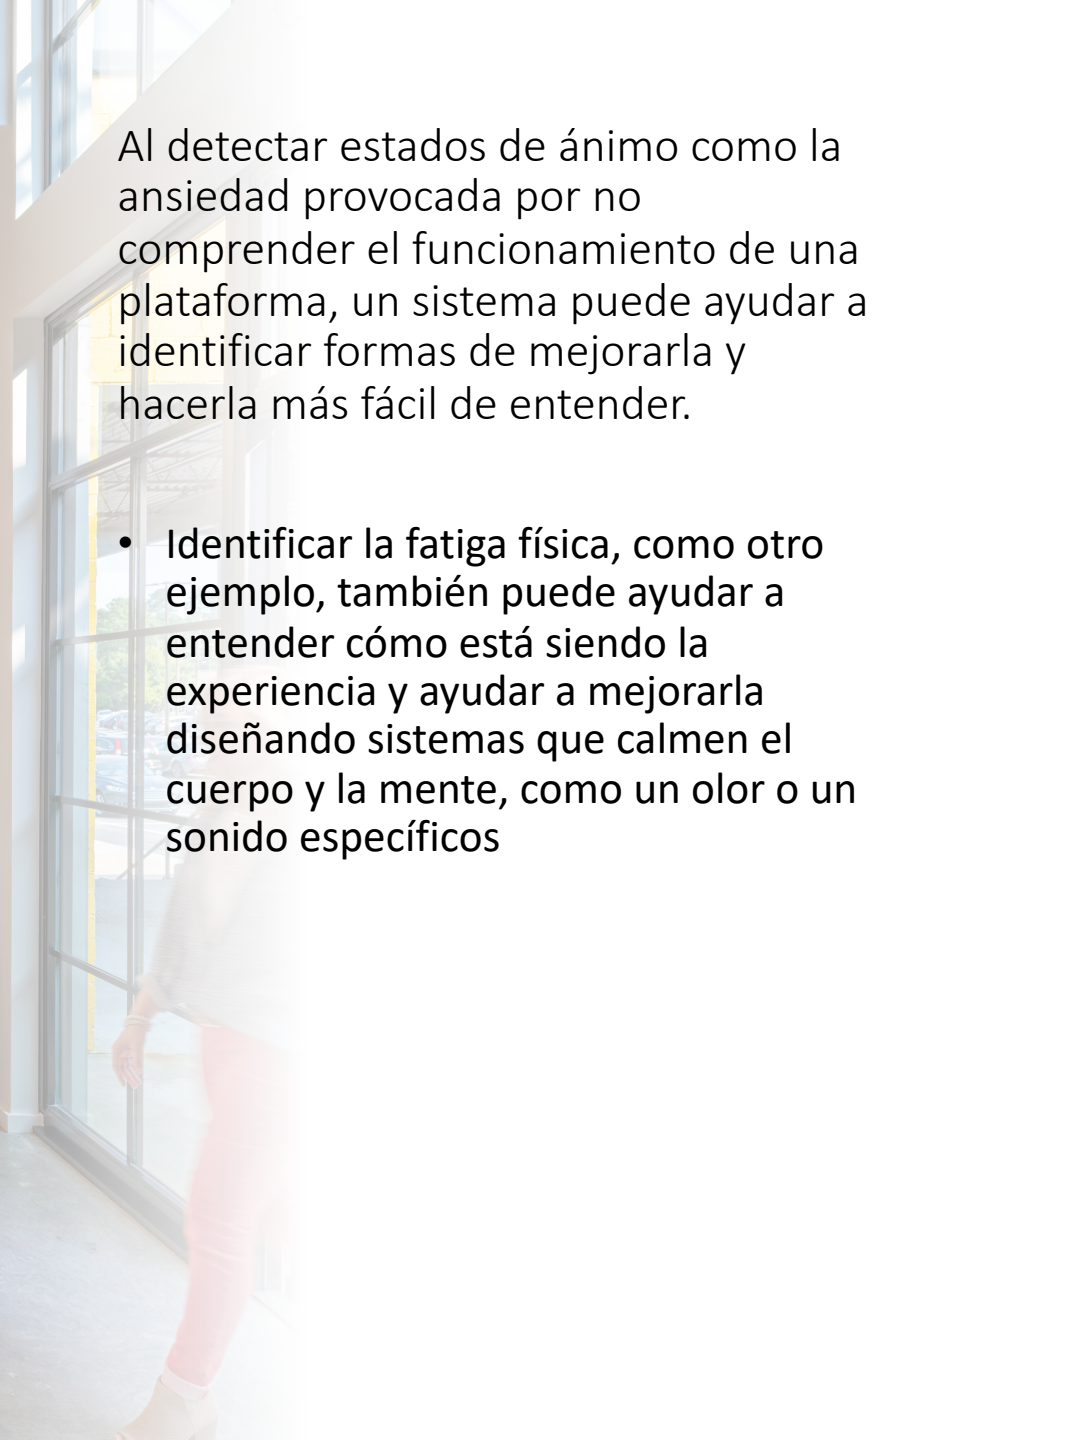 Al detectar estados de ánimo como la
ansiedad provocada por no
comprender el funcionamiento de una
plataforma, un sistema puede ayudar a
identificar formas de mejorarla y
hacerla más fácil de entender.
• Identificar la fatiga física, como otro
ejemplo, también puede ayudar a
entender cómo está siendo la
experiencia y ayudar a mejorarla
diseñando sistemas que calmen el
cuerpo y la mente, como un olor o un
sonido específicos